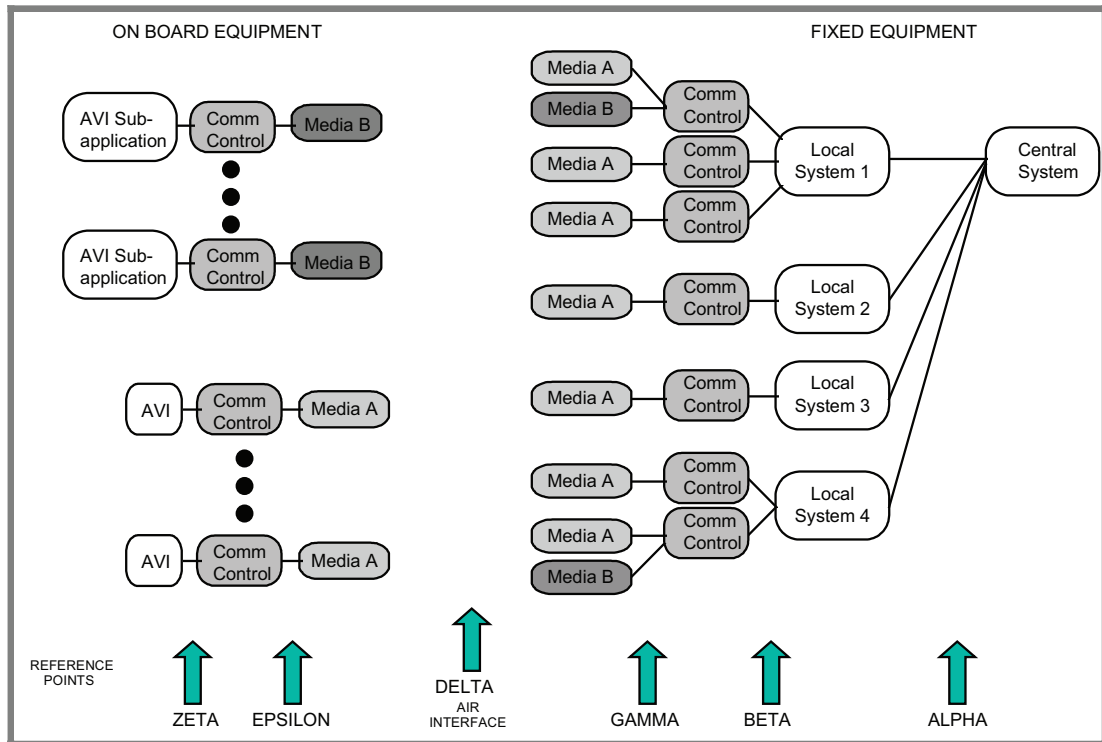 ON BOARD EQUIPMENT
FIXED EQUIPMENT
AVI Sub-
application
Comm
Control
Media B
AVI Sub-
application
Comm
Control
Media B
AVI
Comm
Control
Media A
AVI
Comm
Control
Media A
Media A
Media B
Comm
Control
Media A
Comm
Control
Media A
Comm
Control
Local
System 1
Central
System
Media A
Comm
Control
Local
System 2
Media A
Comm
Control
Local
System 3
Media A
Comm
Control
Media A
Media B
Comm
Control
Local
System 4
REFERENCE
POINTS
ZETA
EPSILON
DELTA
AIR
INTERFACE
GAMMA
BETA
ALPHA